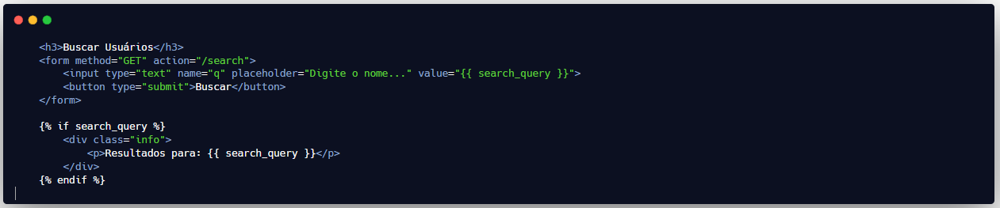 <h3>Buscar Usuários</h3>
<form method="GET" action="/search">
<input type="text" name="q" placeholder="Digite o nome..." value="{{ search_query }}">
<button type="submit">Buscar</button>
</form>
{% if search_query %}
<div class="info">
<p>Resultados para: {{ search_query }}</p>
</div>
{% endif %}